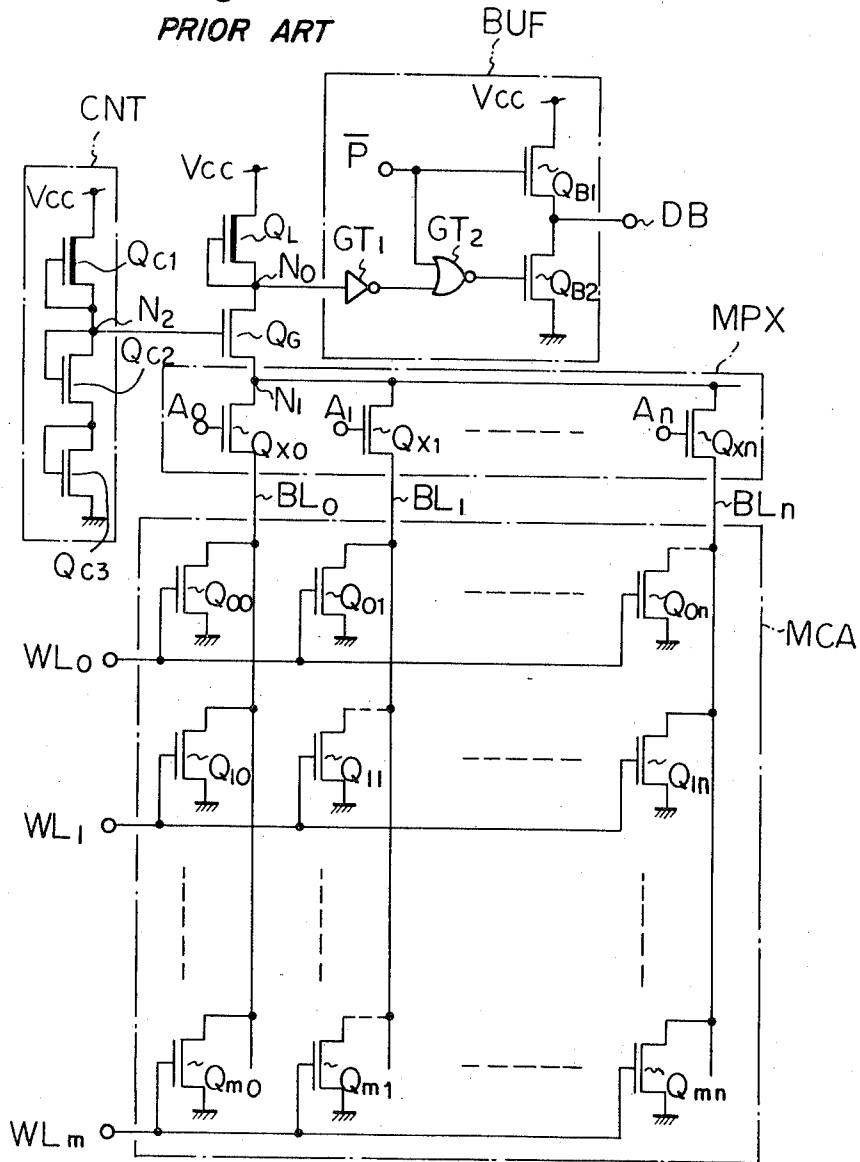 PRIOR ART
BUF
Vcc
CNT
P̅
Vcc
QB1
Vcc
DB
QL
GT1
GT2
QC1
N0
QB2
N2
QG
MPX
QC2
N1
A0
A1
An
QX0
QX1
QXn
BL0
BL1
BLn
QC3
Q00
Q01
Q0n
MCA
WL0
Q10
Q11
Q1n
WL1
Qm0
Qm1
Qmn
WLm